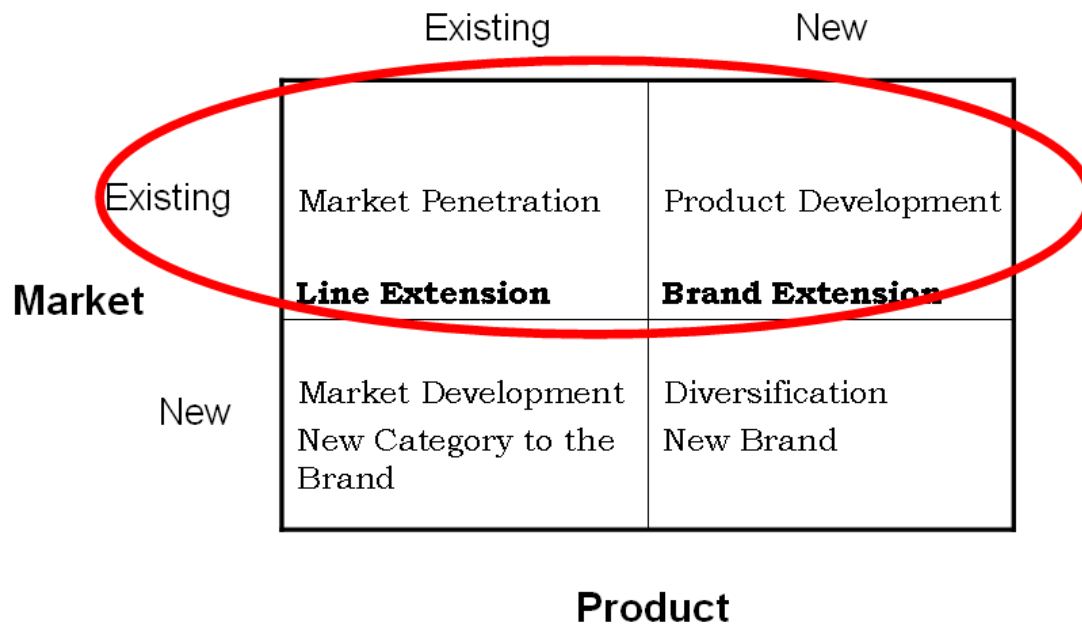 Existing New
Existing Market Penetration Product Development
Market Line Extension Brand Extension
New Market Development Diversification
New Category to the New Brand
Brand
Product